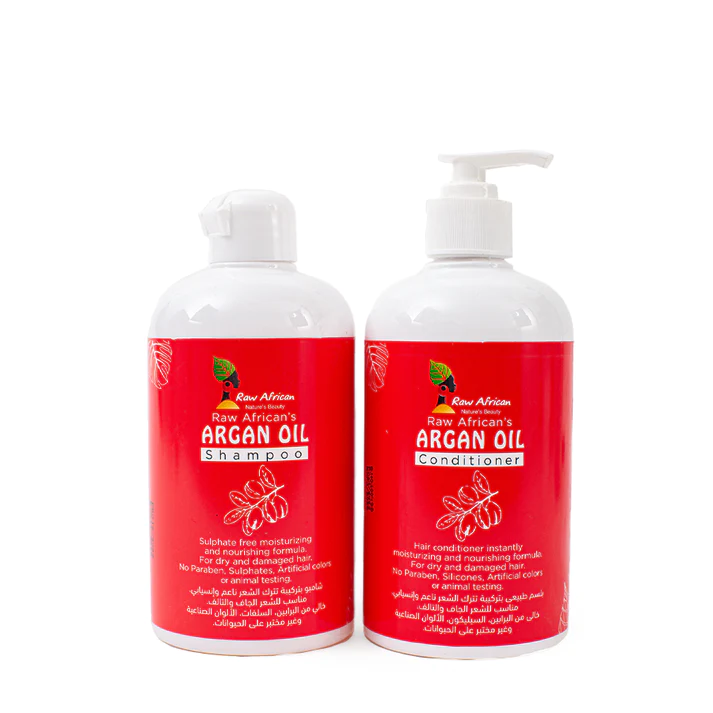 Raw African
Nature's Beauty
Raw African's
ARGAN OIL
Shampoo
Sulphate free moisturizing
and nourishing formula.
For dry and damaged hair.
No Paraben, Sulphates, Artificial colors
or animal testing.
شامبو بتركيبة تترك الشعر ناعم وإنسيابي.
مناسب للشعر الجاف والتالف.
خالي من البرابين، السلفات، الألوان الصناعية
وغير مختبر على الحيوانات.
Raw African
Nature's Beauty
Raw African's
ARGAN OIL
Conditioner
Hair conditioner instantly
moisturizing and nourishing formula.
For dry and damaged hair.
No Paraben, Silicones, Artificial colors
or animal testing.
بلسم طبيعي بتركيبة تترك الشعر ناعم وإنسيابي.
مناسب للشعر الجاف والتالف.
خالي من البرابين، السيليكون، الألوان الصناعية
وغير مختبر على الحيوانات.